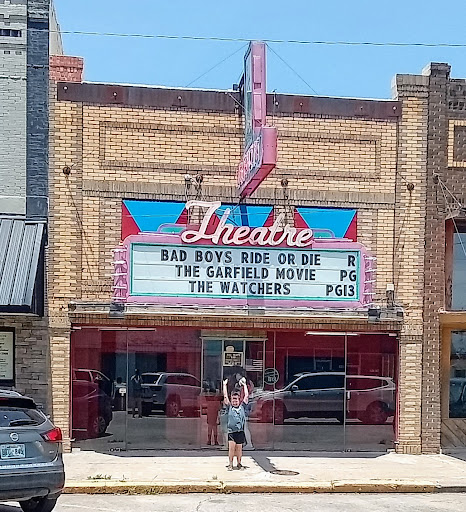 Theatre
BAD BOYS RIDE OR DIE R
THE GARFIELD MOVIE PG
THE WATCHERS PG13